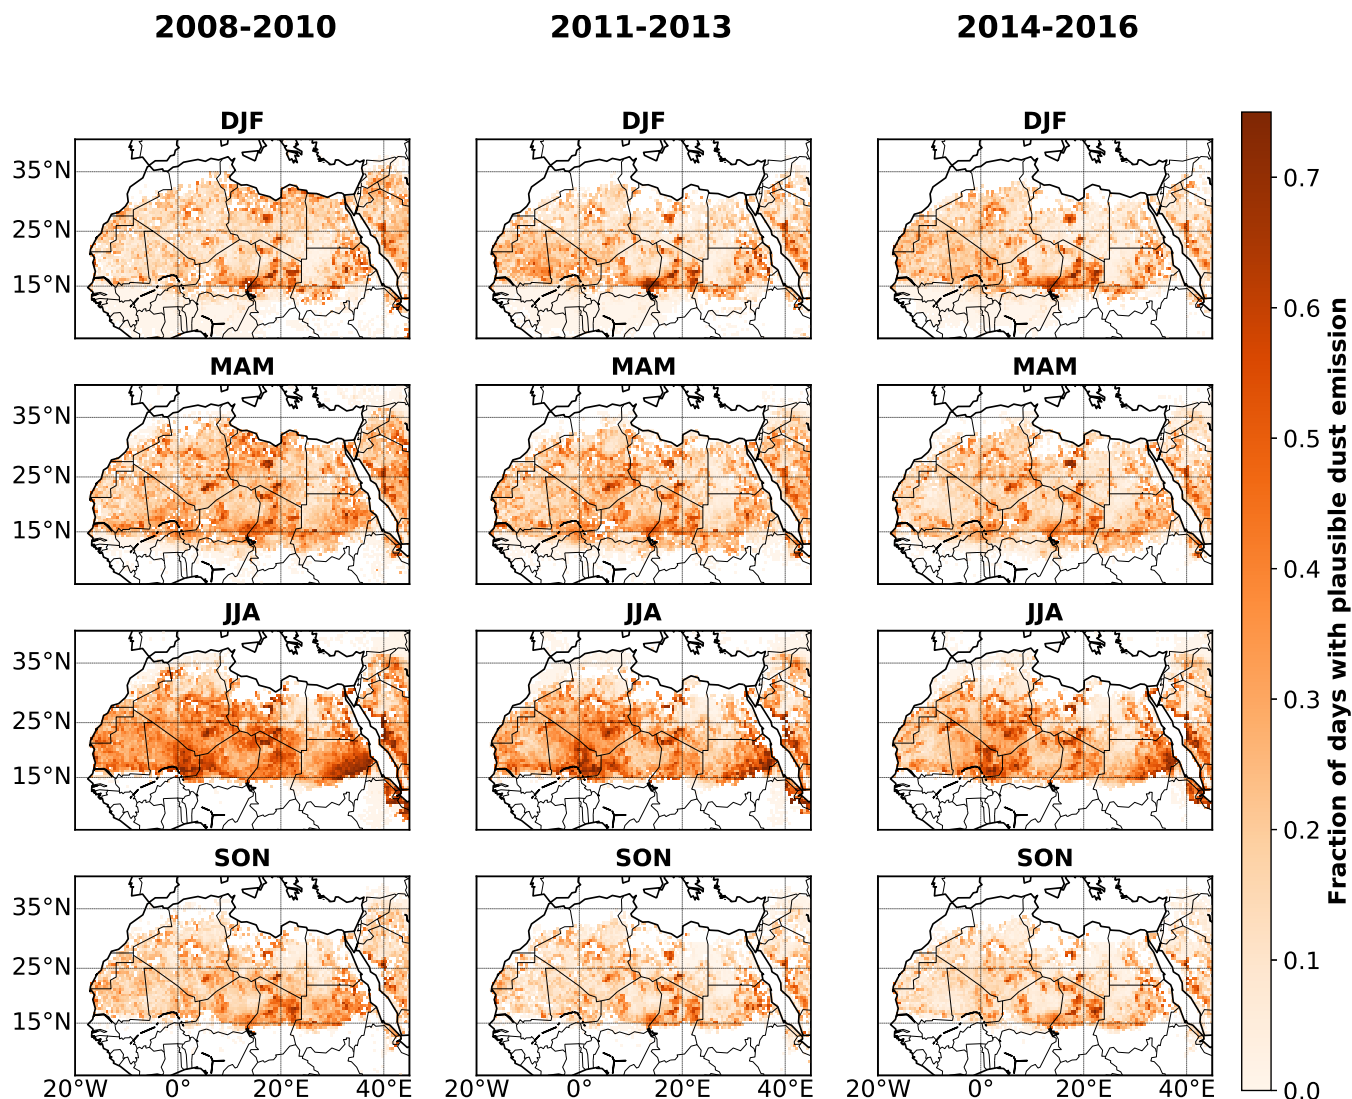 2008-2010 2011-2013 2014-2016
DJF DJF DJF
35°N
25°N
15°N
MAM MAM MAM
35°N
25°N
15°N
JJA JJA JJA
35°N
25°N
15°N
SON SON SON
35°N
25°N
15°N
20°W 0° 20°E 40°E 20°W 0° 20°E 40°E 20°W 0° 20°E 40°E
0.7
0.6
0.5
0.4
0.3
0.2
0.1
0.0
Fraction of days with plausible dust emission